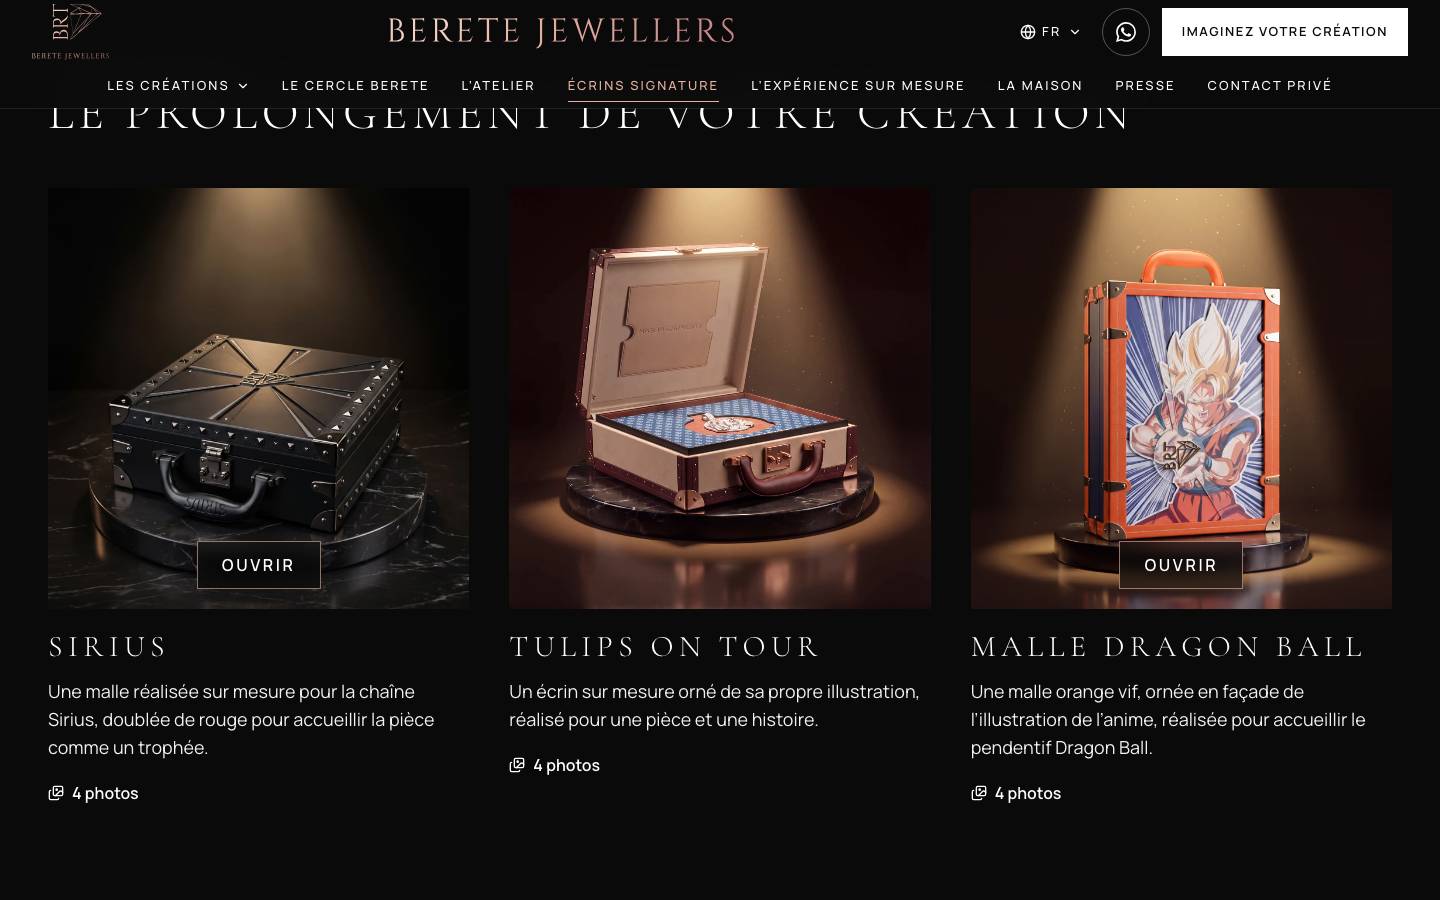 BRT
BERETE JEWELLERS
BERETE JEWELLERS
FR
IMAGINEZ VOTRE CRÉATION
LES CRÉATIONS
LE CERCLE BERETE
L'ATELIER
ÉCRINS SIGNATURE
L'EXPÉRIENCE SUR MESURE
LA MAISON
PRESSE
CONTACT PRIVÉ
LE PROLONGEMENT DE VOTRE CRÉATION
SIRIUS
OUVRIR
BRT
OUVRIR
SIRIUS
Une malle réalisée sur mesure pour la chaîne
Sirius, doublée de rouge pour accueillir la pièce
comme un trophée.
4 photos
TULIPS ON TOUR
Un écrin sur mesure orné de sa propre illustration,
réalisé pour une pièce et une histoire.
4 photos
MALLE DRAGON BALL
Une malle orange vif, ornée en façade de
l'illustration de l'anime, réalisée pour accueillir le
pendentif Dragon Ball.
4 photos